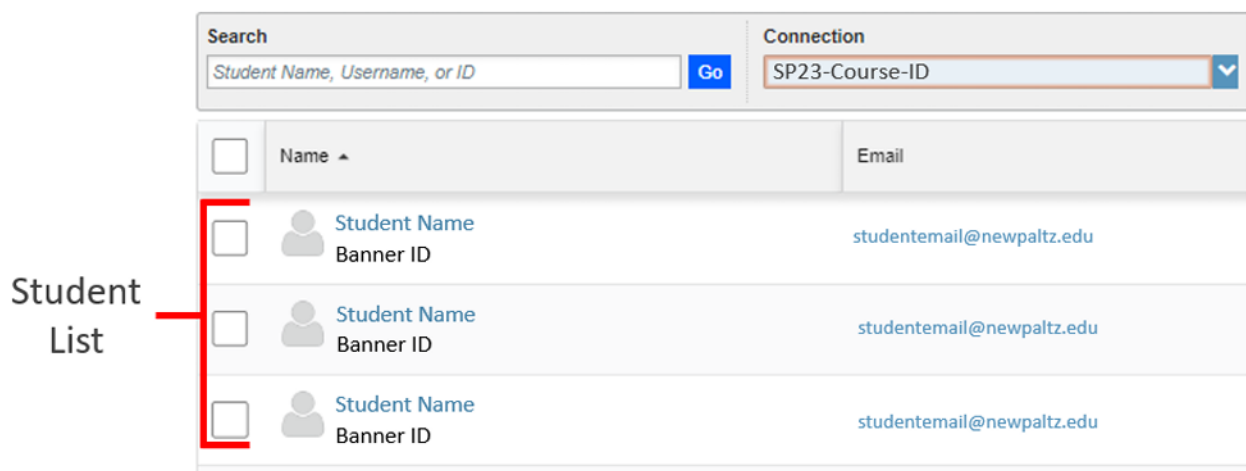 Search
Connection
Student Name, Username, or ID
Go
SP23-Course-ID
Name
Email
Student Name
Banner ID
studentemail@newpaltz.edu
Student
List
Student Name
Banner ID
studentemail@newpaltz.edu
Student Name
Banner ID
studentemail@newpaltz.edu